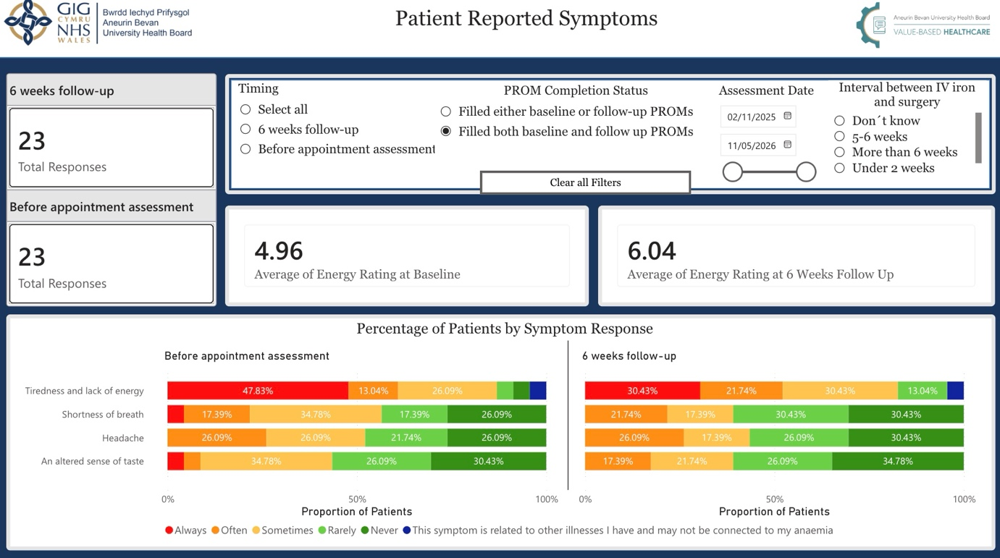 GIG
CYMRU
NHS
WALES
Bwrdd Iechyd Prifysgol
Aneurin Bevan
University Health Board
Patient Reported Symptoms
Aneurin Bevan University Health Board
VALUE-BASED HEALTHCARE
6 weeks follow-up
23
Total Responses
Before appointment assessment
23
Total Responses
Timing
Select all
6 weeks follow-up
Before appointment assessment
PROM Completion Status
Filled either baseline or follow-up PROMs
Filled both baseline and follow up PROMs
Clear all Filters
Assessment Date
02/11/2025
11/05/2026
Interval between IV iron
and surgery
Don´t know
5-6 weeks
More than 6 weeks
Under 2 weeks
4.96
Average of Energy Rating at Baseline
6.04
Average of Energy Rating at 6 Weeks Follow Up
Percentage of Patients by Symptom Response
Before appointment assessment
6 weeks follow-up
Tiredness and lack of energy 47.83% 13.04% 26.09% 30.43% 21.74% 30.43% 13.04%
Shortness of breath 17.39% 34.78% 17.39% 26.09% 21.74% 17.39% 30.43% 30.43%
Headache 26.09% 26.09% 21.74% 26.09% 26.09% 17.39% 26.09% 30.43%
An altered sense of taste 34.78% 26.09% 30.43% 17.39% 21.74% 26.09% 34.78%
0% 50% 100% 0% 50% 100%
Proportion of Patients Proportion of Patients
Always Often Sometimes Rarely Never This symptom is related to other illnesses I have and may not be connected to my anaemia